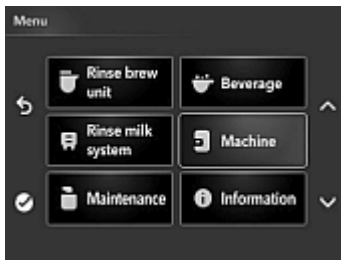 Menu
Rinse brew
unit
Beverage
Rinse milk
system
Machine
Maintenance
Information